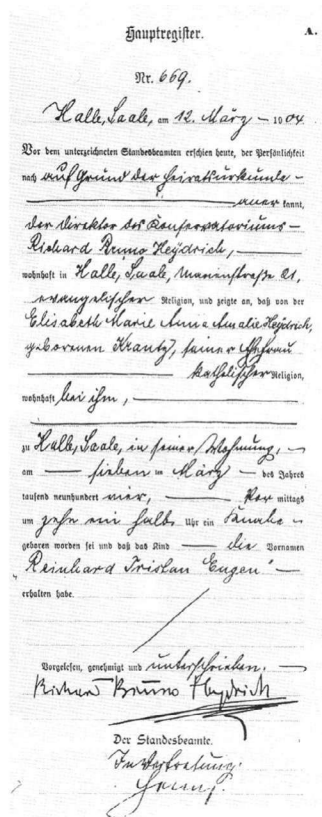 Hauptregister.
A.
Nr. 669.
Halle, Saale, am 12. März 1904.
Vor dem unterzeichneten Standesbeamten erschien heute, der Persönlichkeit
nach auf Grund der Heiratsurkunde
anerkannt,
der Direktor des Konservatoriums
Richard Bruno Heydrich,
wohnhaft in Halle, Saale, Marienstraße 21,
evangelischer Religion, und zeigte an, daß von der
Elisabeth Marie Anna Amalie Heydrich,
geborenen Krantz, seiner Ehefrau
katholischer Religion,
wohnhaft bei ihm,
zu Halle, Saale, in seiner Wohnung,
am sieben ten März des Jahres
tausend neunhundert vier, Vor mittags
um zehn ein halb Uhr ein Knabe
geboren worden sei und daß das Kind die Vornamen
„Reinhard Tristan Eugen“
erhalten habe.
Vorgelesen, genehmigt und unterschrieben.
Richard Bruno Heydrich
Der Standesbeamte.
In Vertretung.